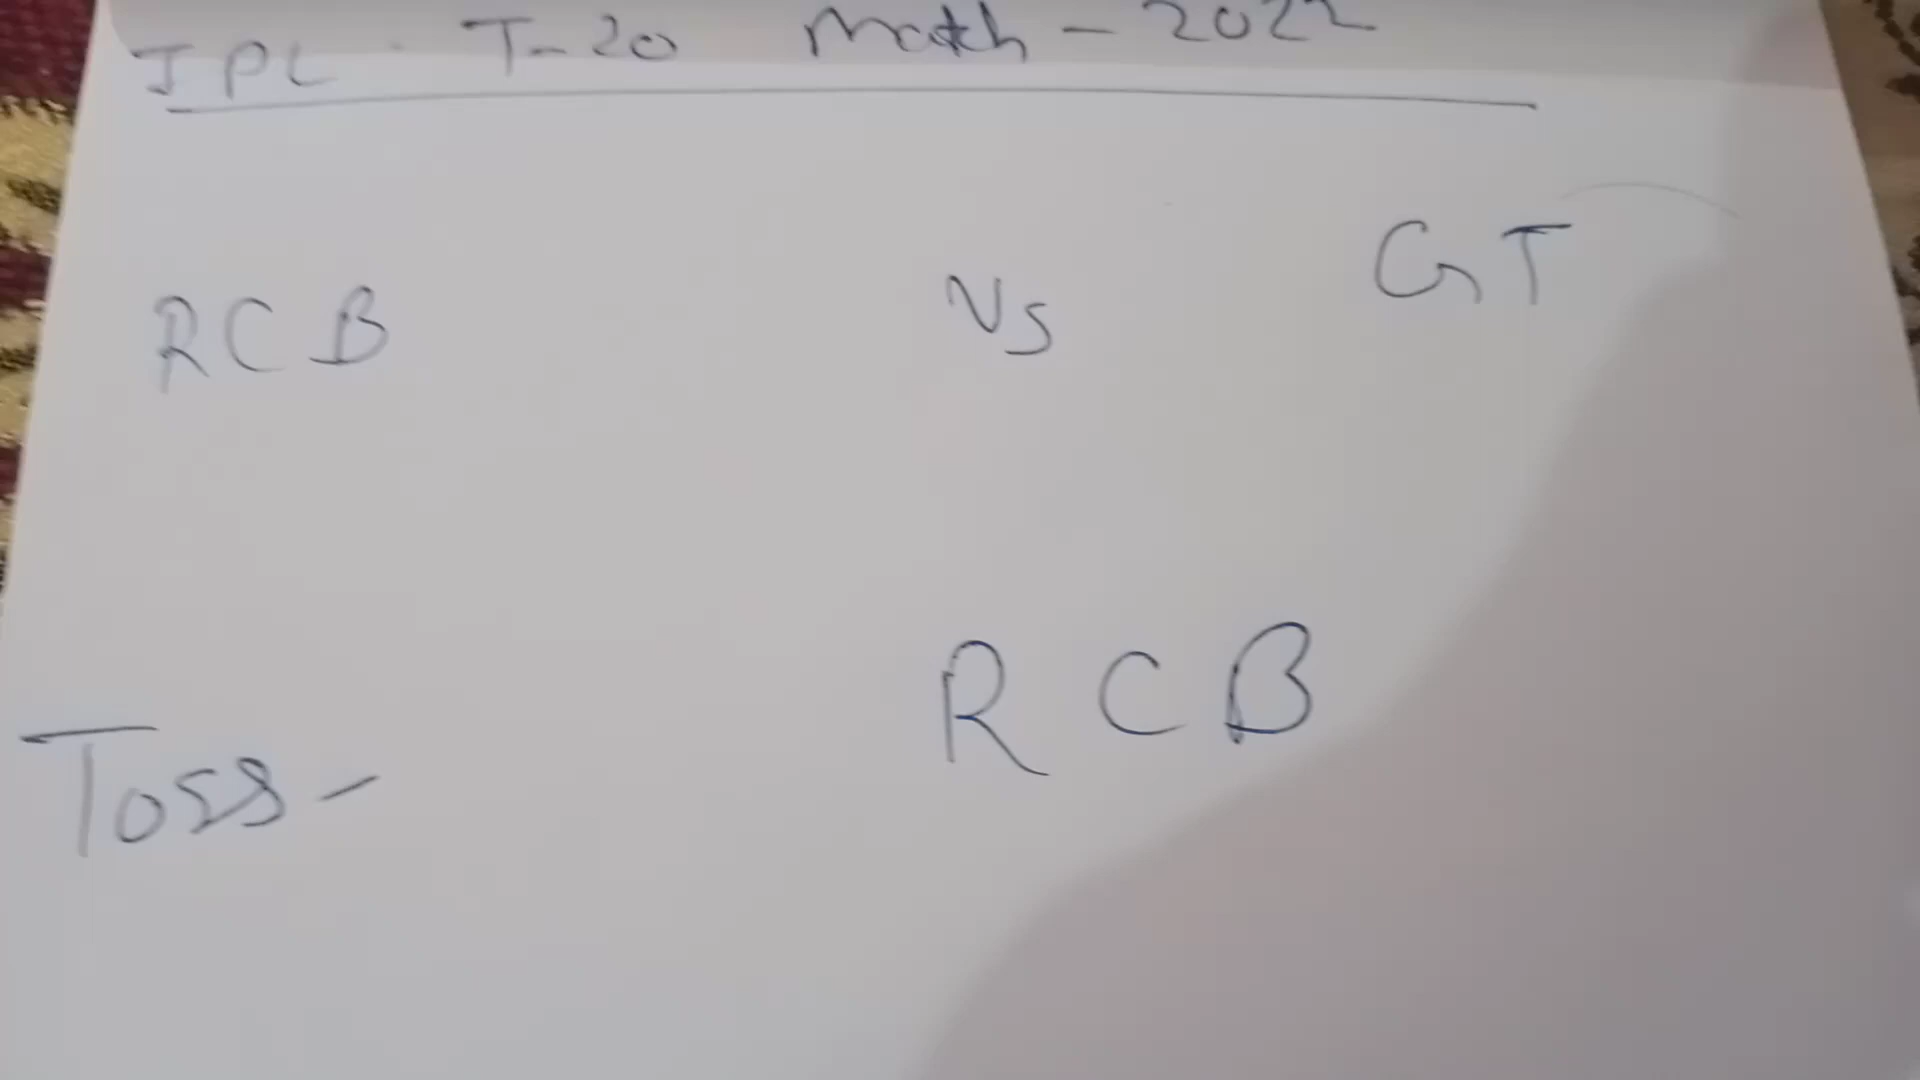 IPL T-20 Match - 2022
RCB Vs GT
Toss - RCB